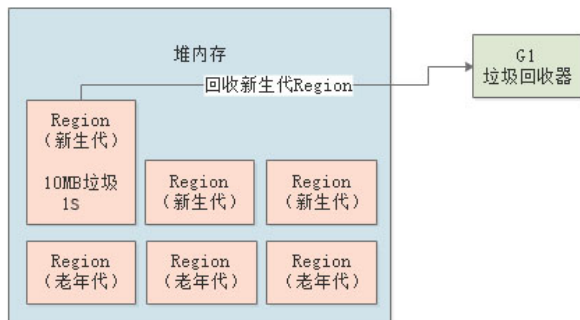 堆内存
G1
垃圾回收器
回收新生代Region
Region
(新生代)
10MB垃圾
1S
Region
(新生代)
Region
(新生代)
Region
(老年代)
Region
(老年代)
Region
(老年代)